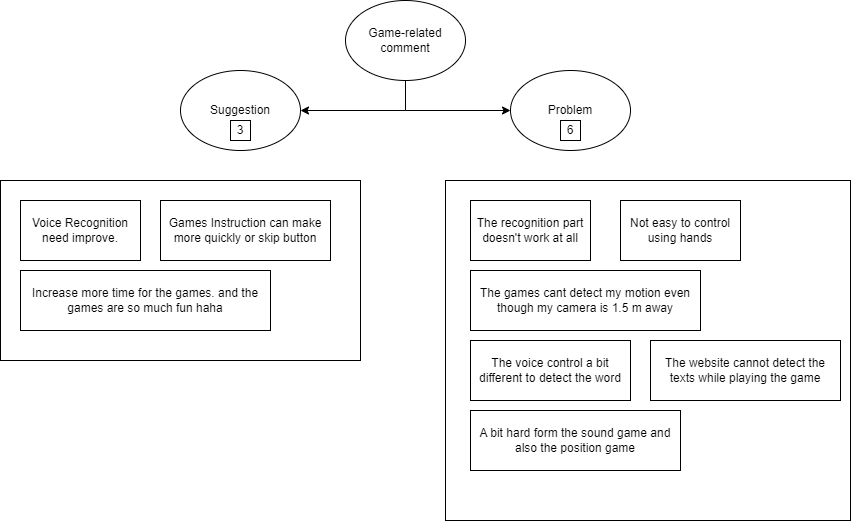 Game-related
comment
Suggestion
3
Problem
6
Voice Recognition
need improve.
Games Instruction can make
more quickly or skip button
Increase more time for the games. and the
games are so much fun haha
The recognition part
doesn't work at all
Not easy to control
using hands
The games cant detect my motion even
though my camera is 1.5 m away
The voice control a bit
different to detect the word
The website cannot detect the
texts while playing the game
A bit hard form the sound game and
also the position game